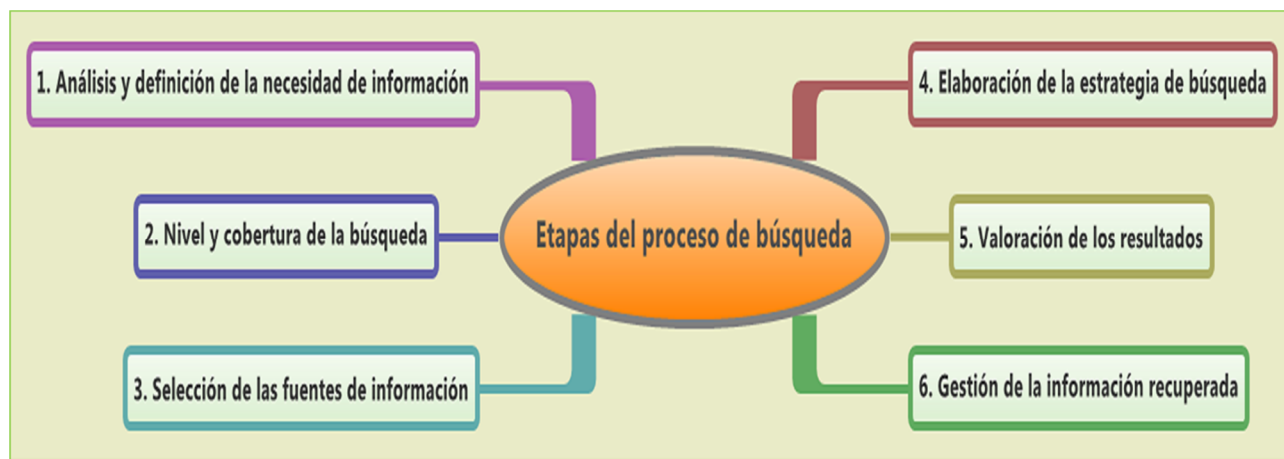 1. Análisis y definición de la necesidad de información
2. Nivel y cobertura de la búsqueda
3. Selección de las fuentes de información
Etapas del proceso de búsqueda
4. Elaboración de la estrategia de búsqueda
5. Valoración de los resultados
6. Gestión de la información recuperada